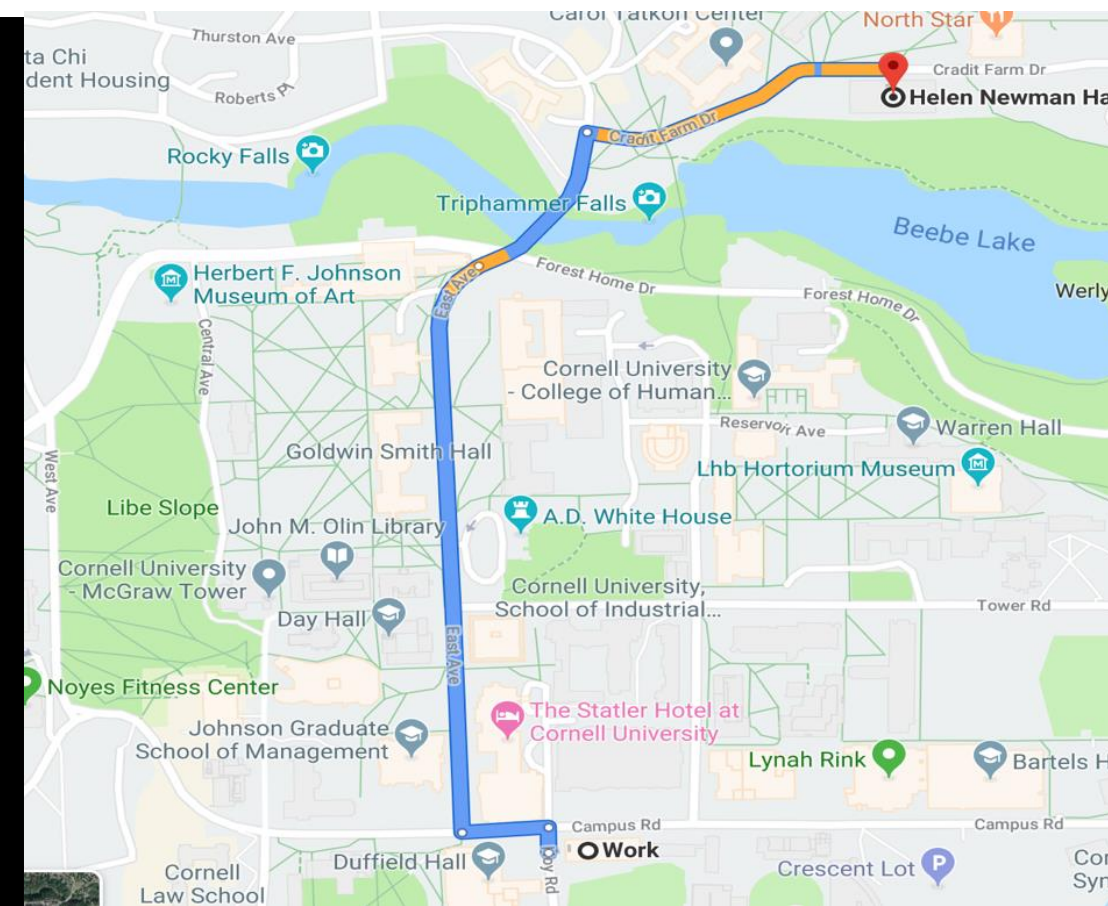 Carol Tatkon Center
North Star
Thurston Ave
ta Chi
dent Housing
Cradit Farm Dr
Roberts Pl
Helen Newman Ha
Cradit Farm Dr
Rocky Falls
Triphammer Falls
Beebe Lake
Herbert F. Johnson
Museum of Art
East Ave
Forest Home Dr
Forest Home Dr
Werly
Central Ave
Cornell University
- College of Human...
Reservoir Ave
Warren Hall
Goldwin Smith Hall
Lhb Hortorium Museum
West Ave
Libe Slope
John M. Olin Library
A.D. White House
Cornell University
- McGraw Tower
Cornell University,
School of Industrial...
Day Hall
Tower Rd
East Ave
Noyes Fitness Center
The Statler Hotel at
Cornell University
Johnson Graduate
School of Management
Lynah Rink
Bartels H
Campus Rd
Campus Rd
Work
Duffield Hall
Hoy Rd
Crescent Lot
Cornell
Law School
Cor
Syn